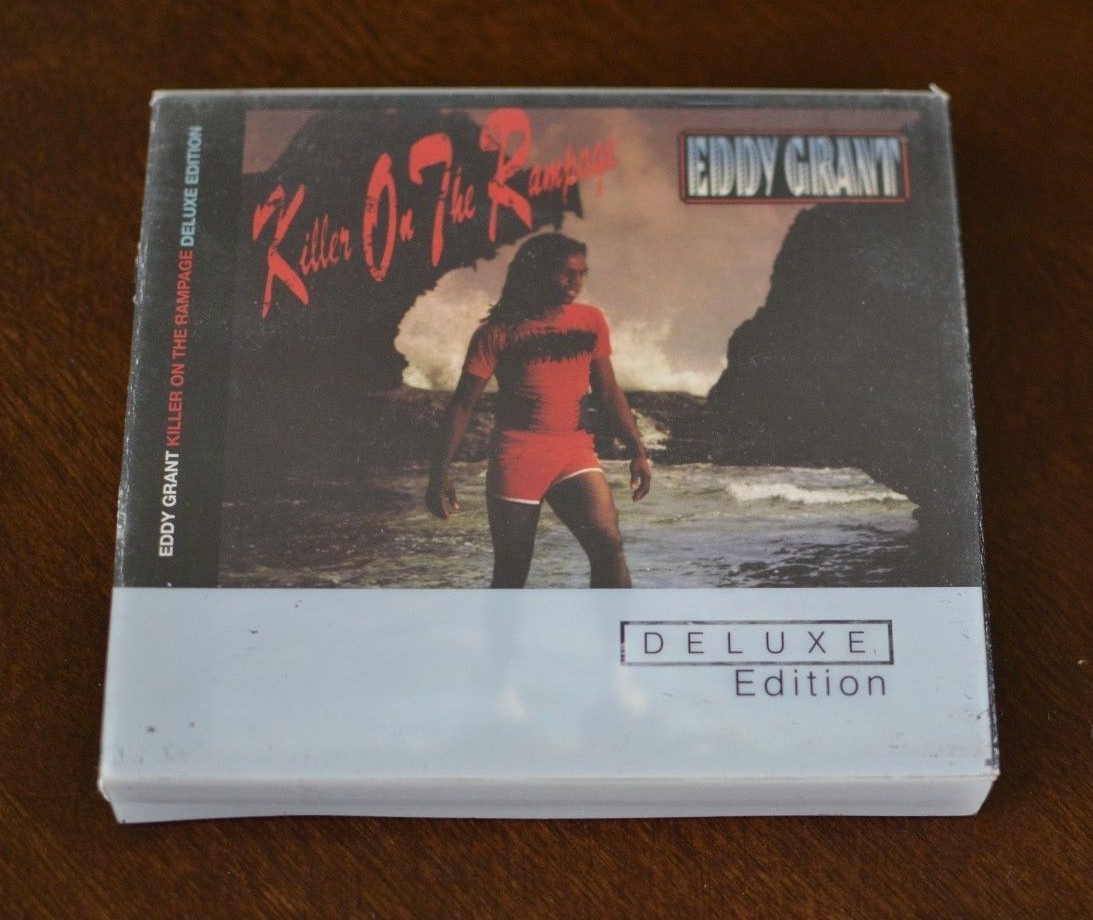 EDDY GRANT KILLER ON THE RAMPAGE DELUXE EDITION
Killer On The Rampage
EDDY GRANT
DELUXE
Edition